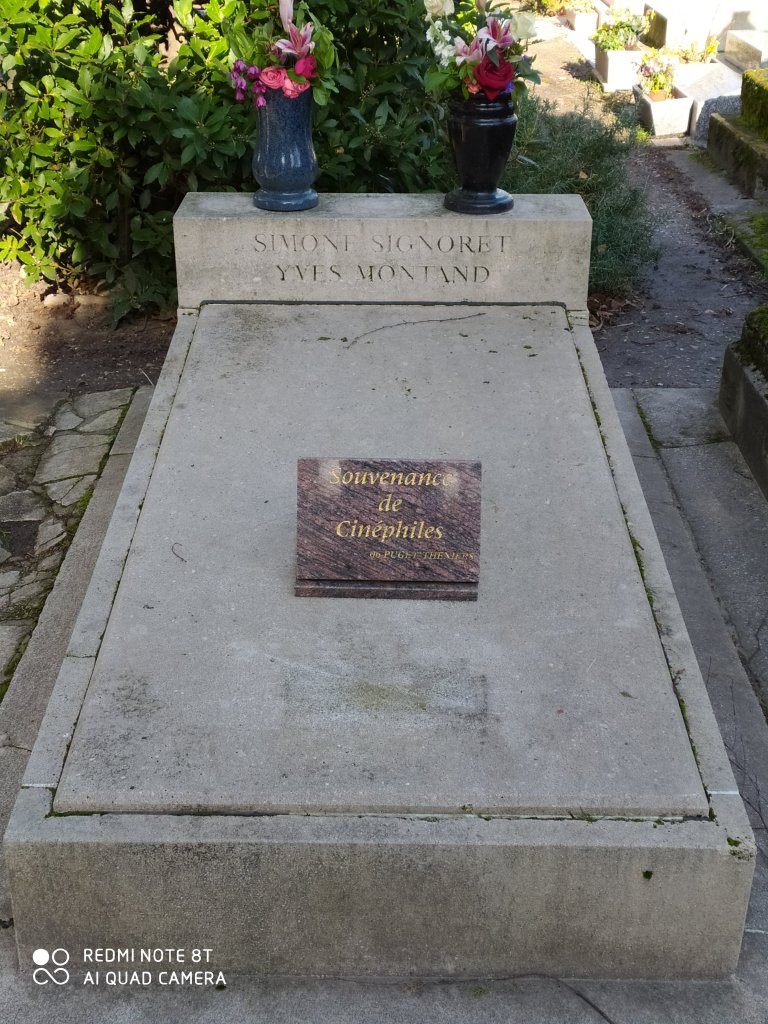 SIMONE SIGNORET
YVES MONTAND
Souvenance
de
Cinéphiles
06 PUGET-THENIERS
REDMI NOTE 8T
AI QUAD CAMERA